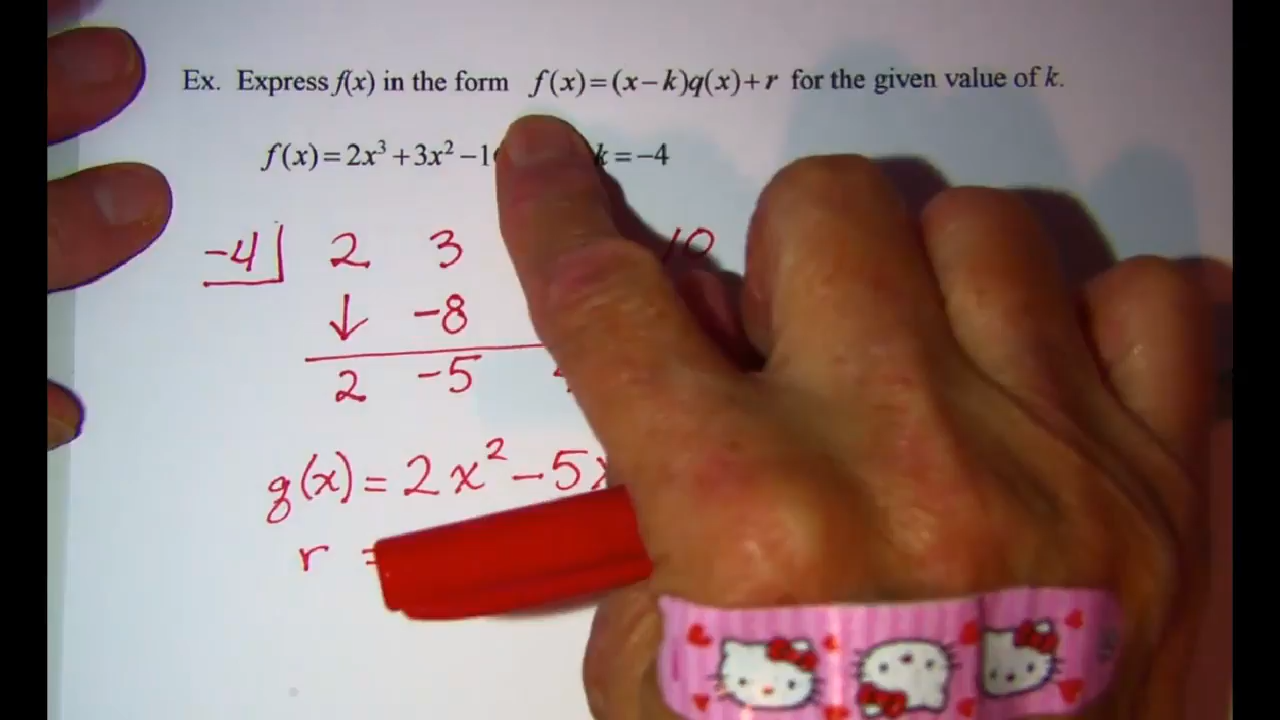 Ex. Express f(x) in the form f(x)=(x−k)q(x)+r for the given value of k.
f(x)=2x³+3x²−1 k=−4
-4 2 3 10
↓ -8
2 -5
q(x) = 2x² - 5x
r =